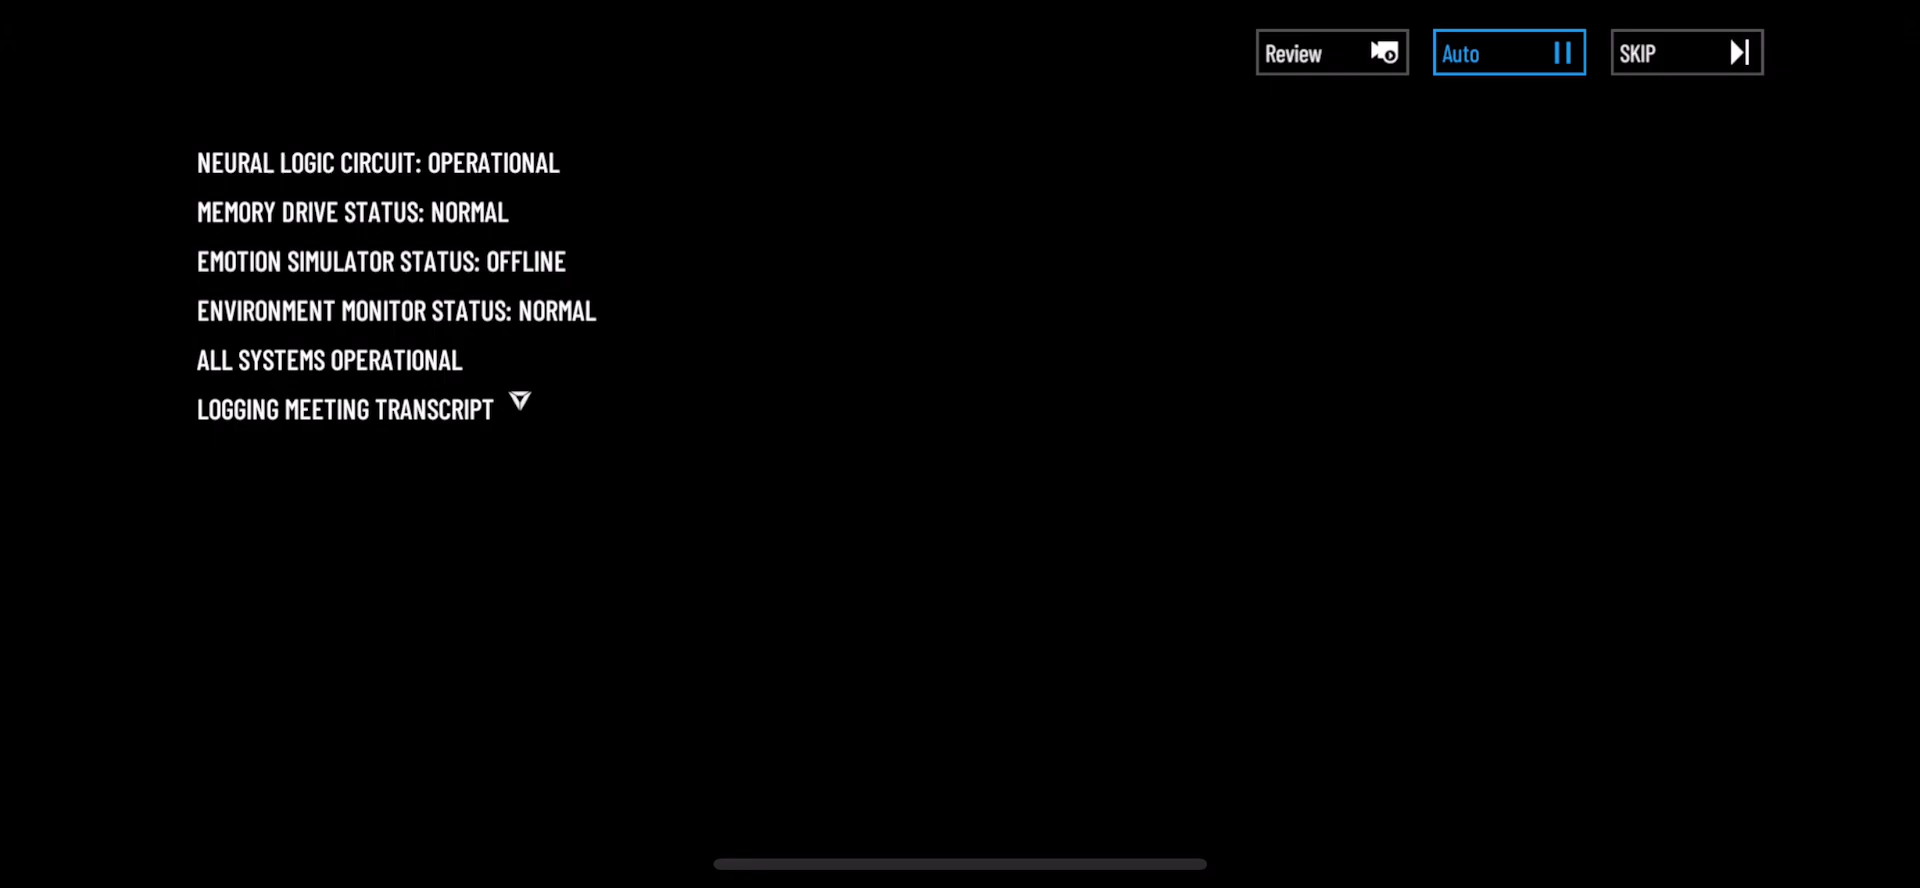 Review
Auto
SKIP
NEURAL LOGIC CIRCUIT: OPERATIONAL
MEMORY DRIVE STATUS: NORMAL
EMOTION SIMULATOR STATUS: OFFLINE
ENVIRONMENT MONITOR STATUS: NORMAL
ALL SYSTEMS OPERATIONAL
LOGGING MEETING TRANSCRIPT